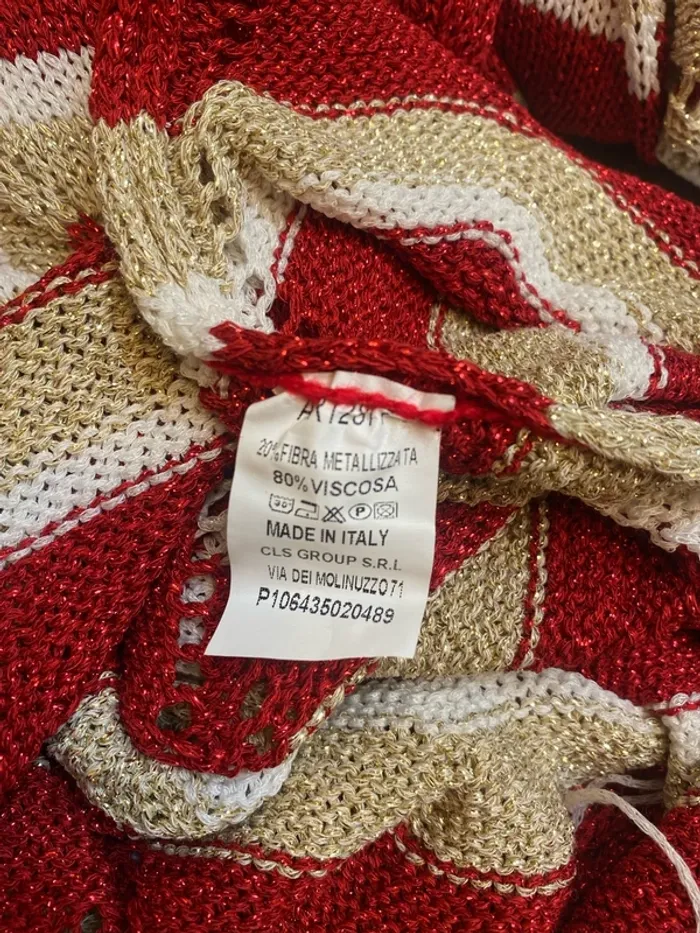 20% FIBRA METALLIZZATA
80% VISCOSA
P
MADE IN ITALY
CLS GROUP S.R.L
VIA DEI MOLINUZZO 71
P106435020489